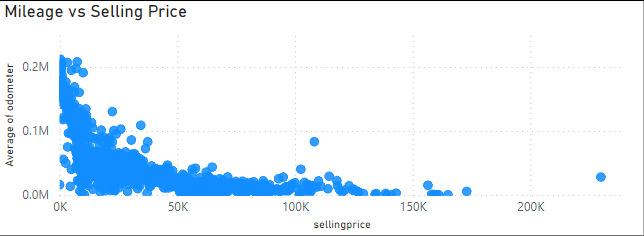 Mileage vs Selling Price
Average of odometer
0.2M
0.1M
0.0M
0K 50K 100K 150K 200K
sellingprice